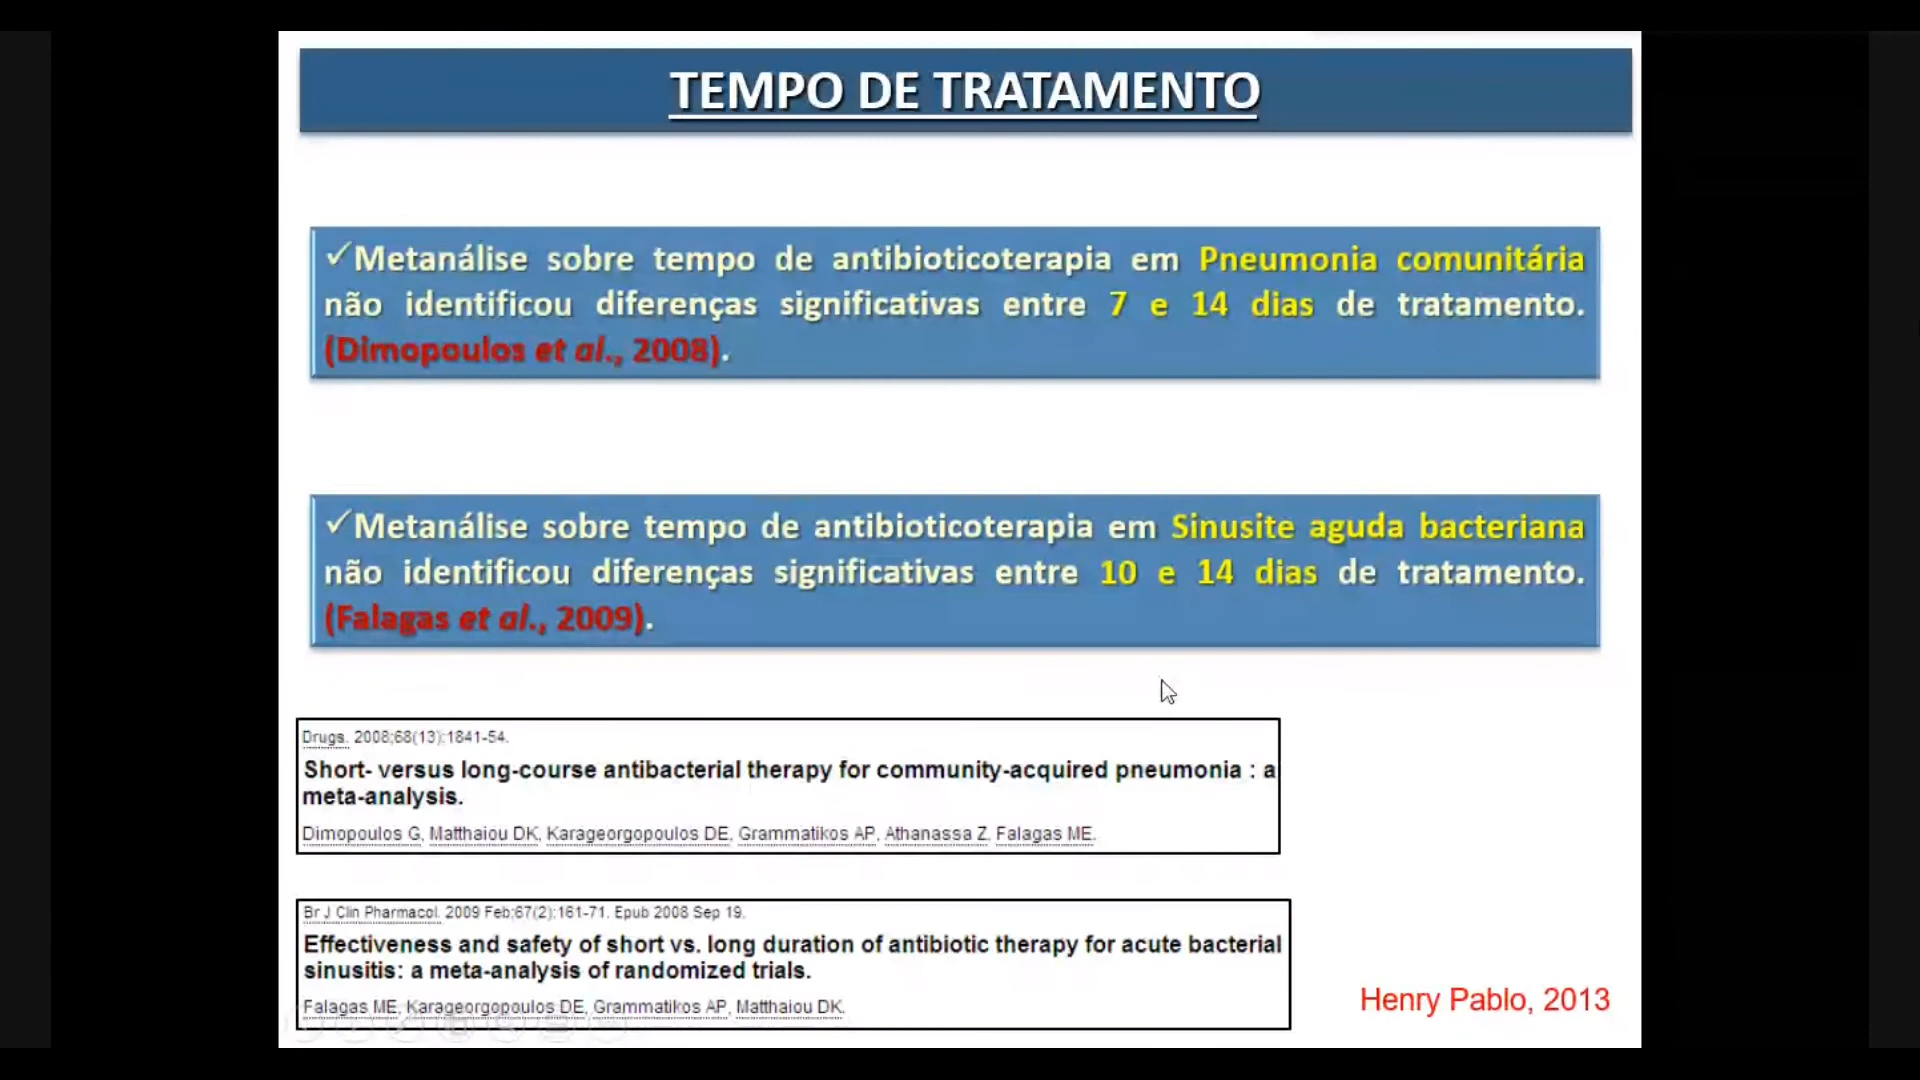 TEMPO DE TRATAMENTO
✓Metanálise sobre tempo de antibioticoterapia em Pneumonia comunitária
não identificou diferenças significativas entre 7 e 14 dias de tratamento.
(Dimopoulos et al., 2008).
✓Metanálise sobre tempo de antibioticoterapia em Sinusite aguda bacteriana
não identificou diferenças significativas entre 10 e 14 dias de tratamento.
(Falagas et al., 2009).
Drugs. 2008;68(13):1841-54.
Short- versus long-course antibacterial therapy for community-acquired pneumonia : a
meta-analysis.
Dimopoulos G, Matthaiou DK, Karageorgopoulos DE, Grammatikos AP, Athanassa Z, Falagas ME.
Br J Clin Pharmacol. 2009 Feb;67(2):161-71. Epub 2008 Sep 19.
Effectiveness and safety of short vs. long duration of antibiotic therapy for acute bacterial
sinusitis: a meta-analysis of randomized trials.
Falagas ME, Karageorgopoulos DE, Grammatikos AP, Matthaiou DK.
Henry Pablo, 2013